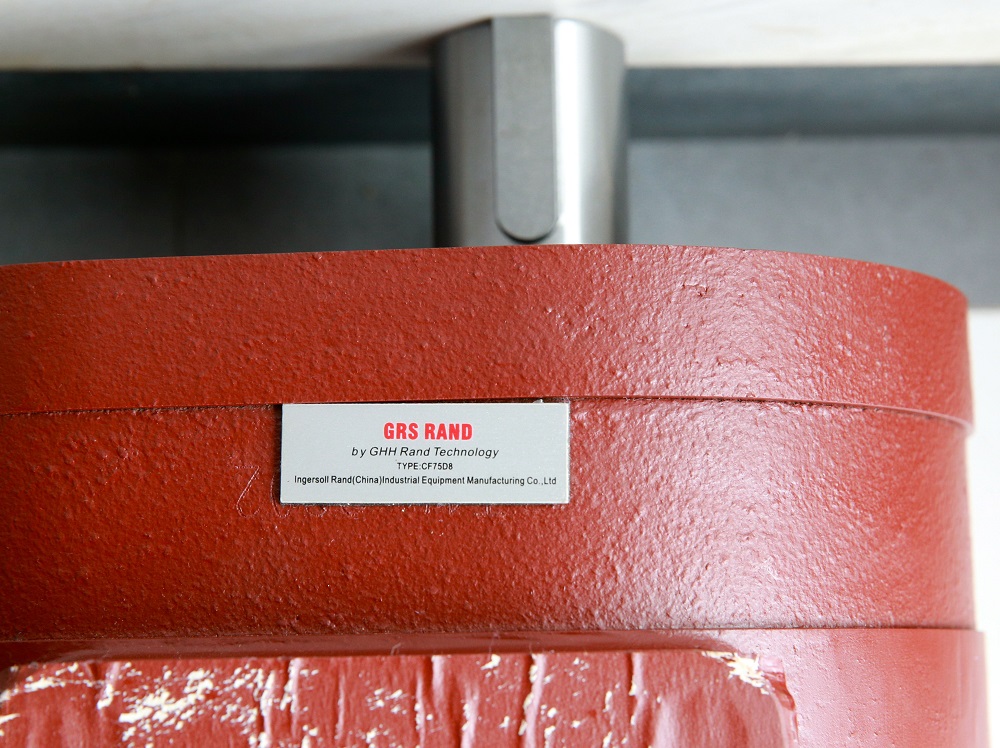 GRS RAND
by GHH Rand Technology
TYPE:CF75D8
Ingersoll Rand(China)Industrial Equipment Manufacturing Co.,Ltd